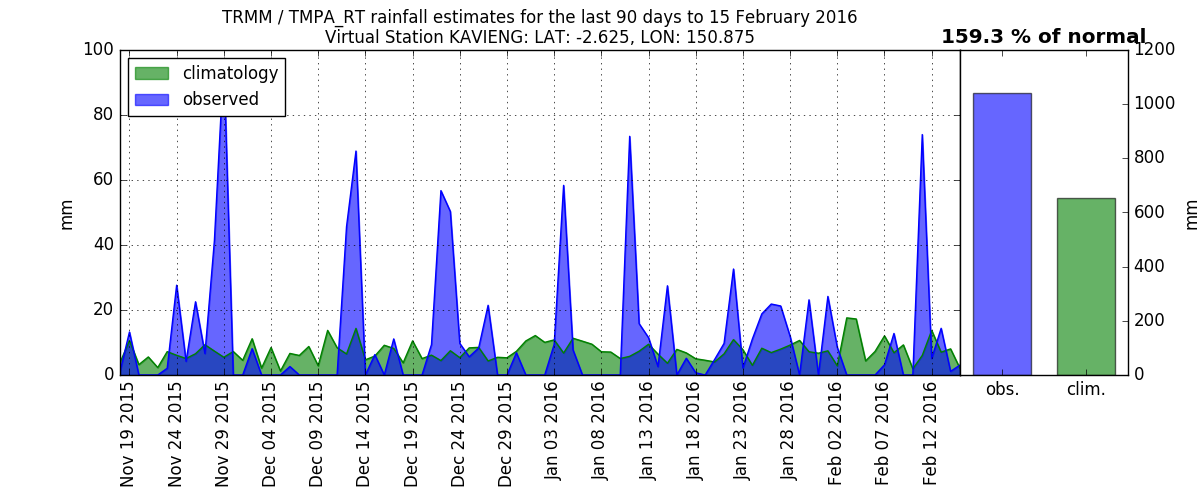 TRMM / TMPA_RT rainfall estimates for the last 90 days to 15 February 2016
Virtual Station KAVIENG: LAT: -2.625, LON: 150.875
159.3 % of normal
climatology
observed
100
80
60
40
20
0
mm
Nov 19 2015
Nov 24 2015
Nov 29 2015
Dec 04 2015
Dec 09 2015
Dec 14 2015
Dec 19 2015
Dec 24 2015
Dec 29 2015
Jan 03 2016
Jan 08 2016
Jan 13 2016
Jan 18 2016
Jan 23 2016
Jan 28 2016
Feb 02 2016
Feb 07 2016
Feb 12 2016
obs.
clim.
1200
1000
800
600
400
200
0
mm